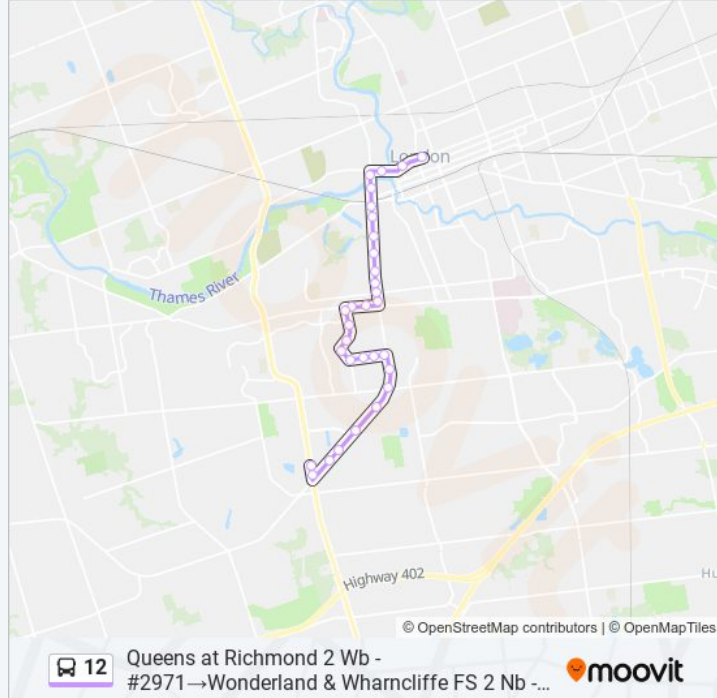 London
Thames River
Highway 402
Hu
© OpenStreetMap contributors | © OpenMapTiles
12
Queens at Richmond 2 Wb -
#2971→Wonderland & Wharncliffe FS 2 Nb -...
moovit